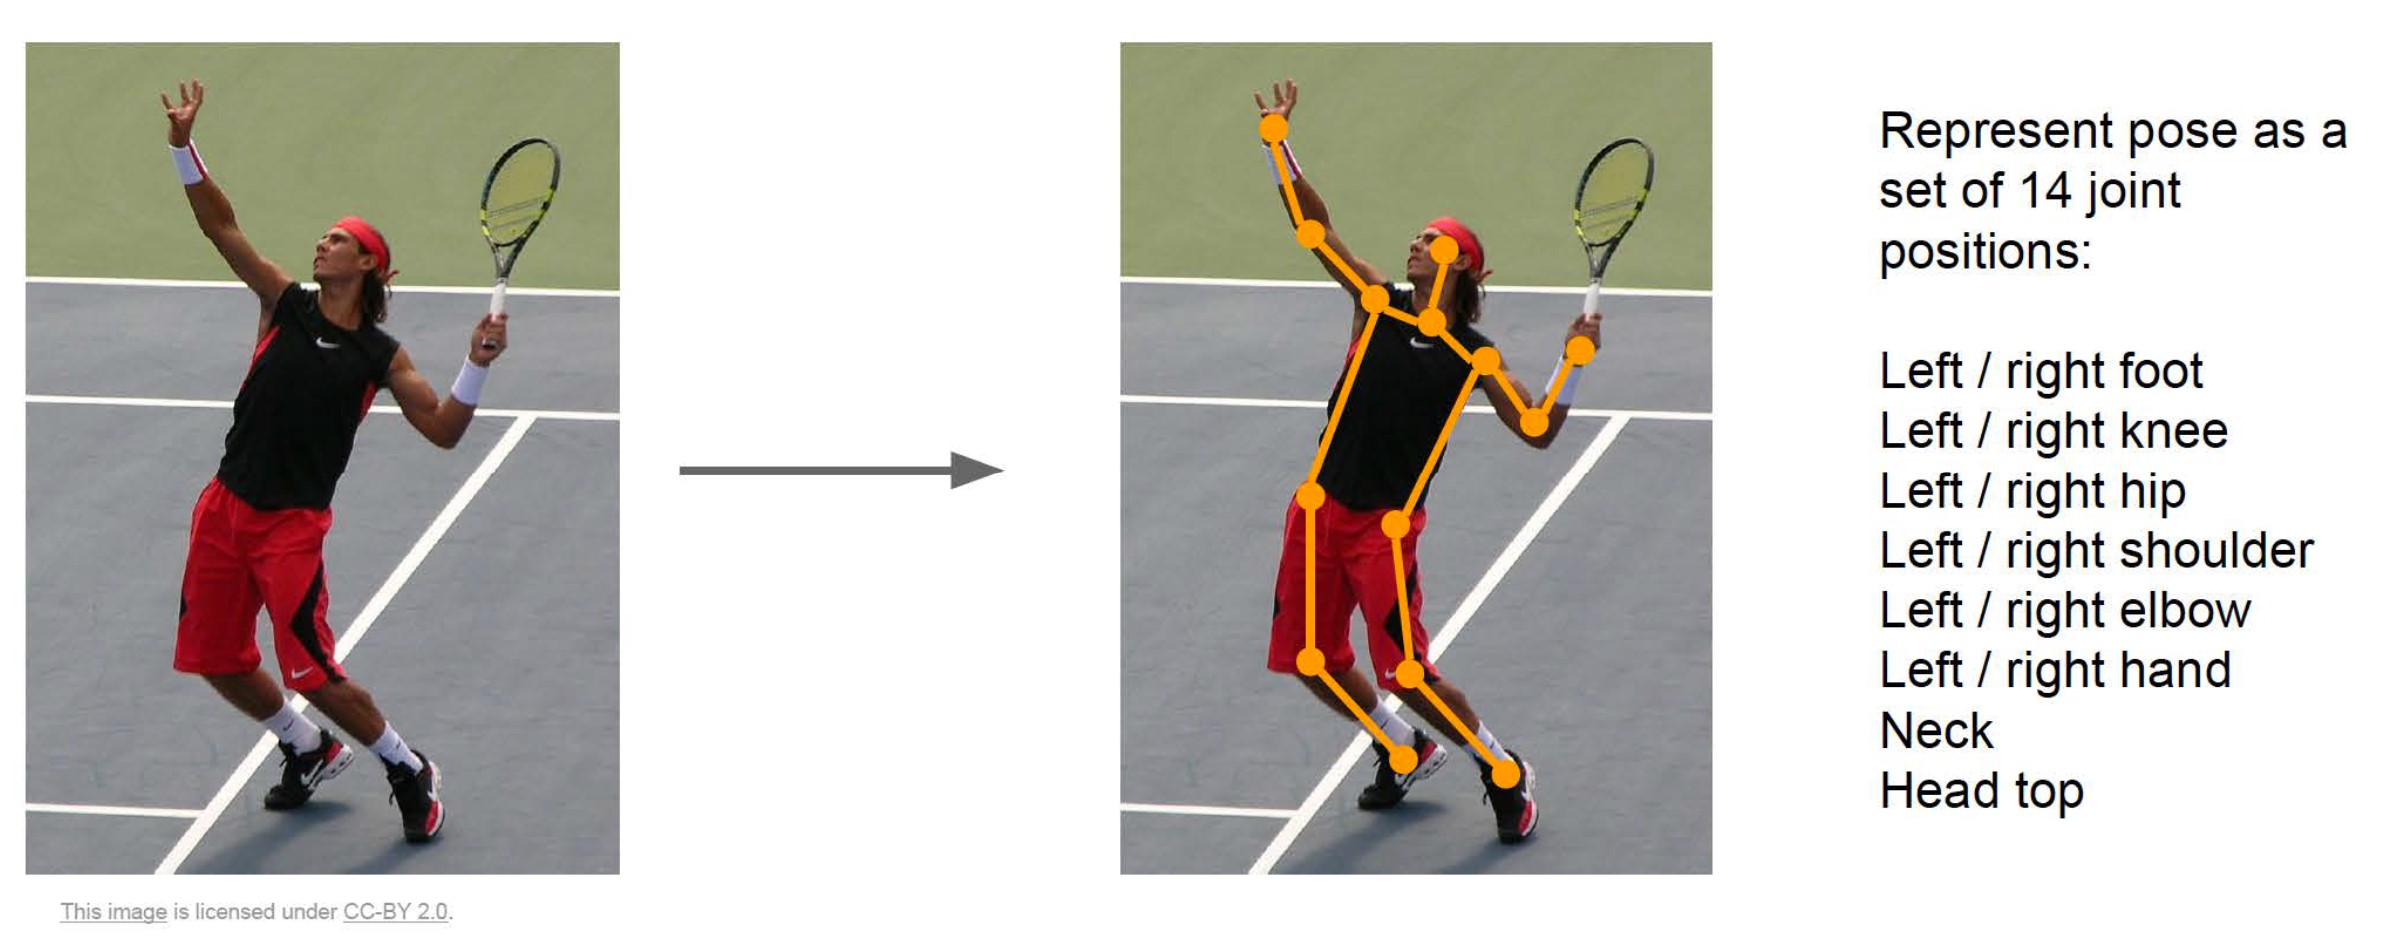 Represent pose as a
set of 14 joint
positions:
Left / right foot
Left / right knee
Left / right hip
Left / right shoulder
Left / right elbow
Left / right hand
Neck
Head top
This image is licensed under CC-BY 2.0.